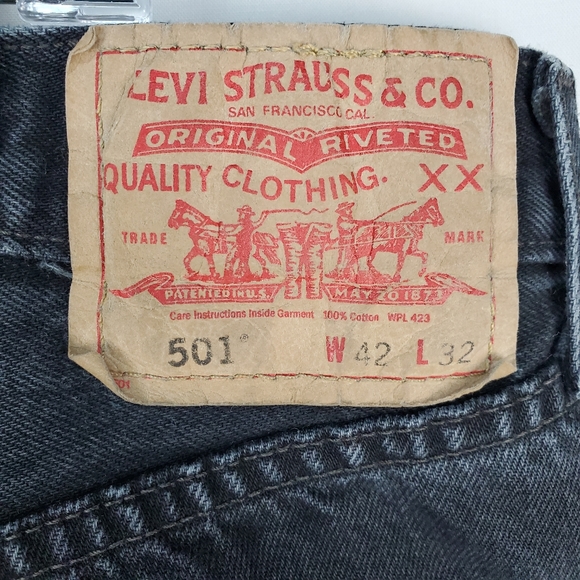 LEVI STRAUSS & CO.
SAN FRANCISCO CAL
ORIGINAL RIVETED
QUALITY CLOTHING. XX
TRADE MARK
PATENTED IN U.S. MAY 20 1873
Care Instructions Inside Garment 100% Cotton WPL 423
501® W 42 L 32